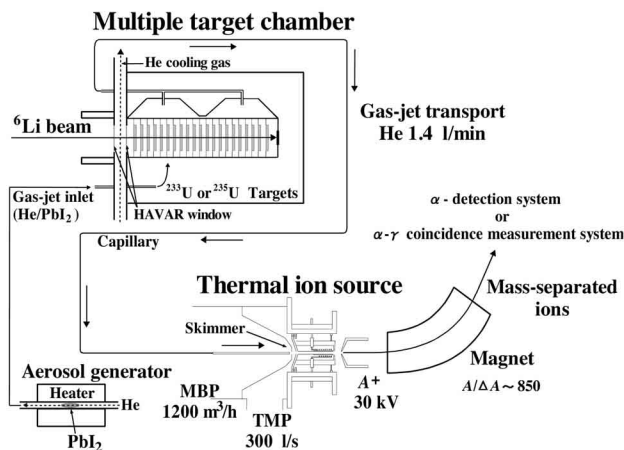 Multiple target chamber
He cooling gas
⁶Li beam
Gas-jet transport
He 1.4 l/min
²³³U or ²³⁵U Targets
Gas-jet inlet
(He/PbI₂)
HAVAR window
Capillary
α - detection system
or
α-γ coincidence measurement system
Thermal ion source
Mass-separated
ions
Skimmer
Magnet
A/△A ~ 850
Aerosol generator
Heater
He
PbI₂
MBP
1200 m³/h
TMP
300 l/s
A+
30 kV